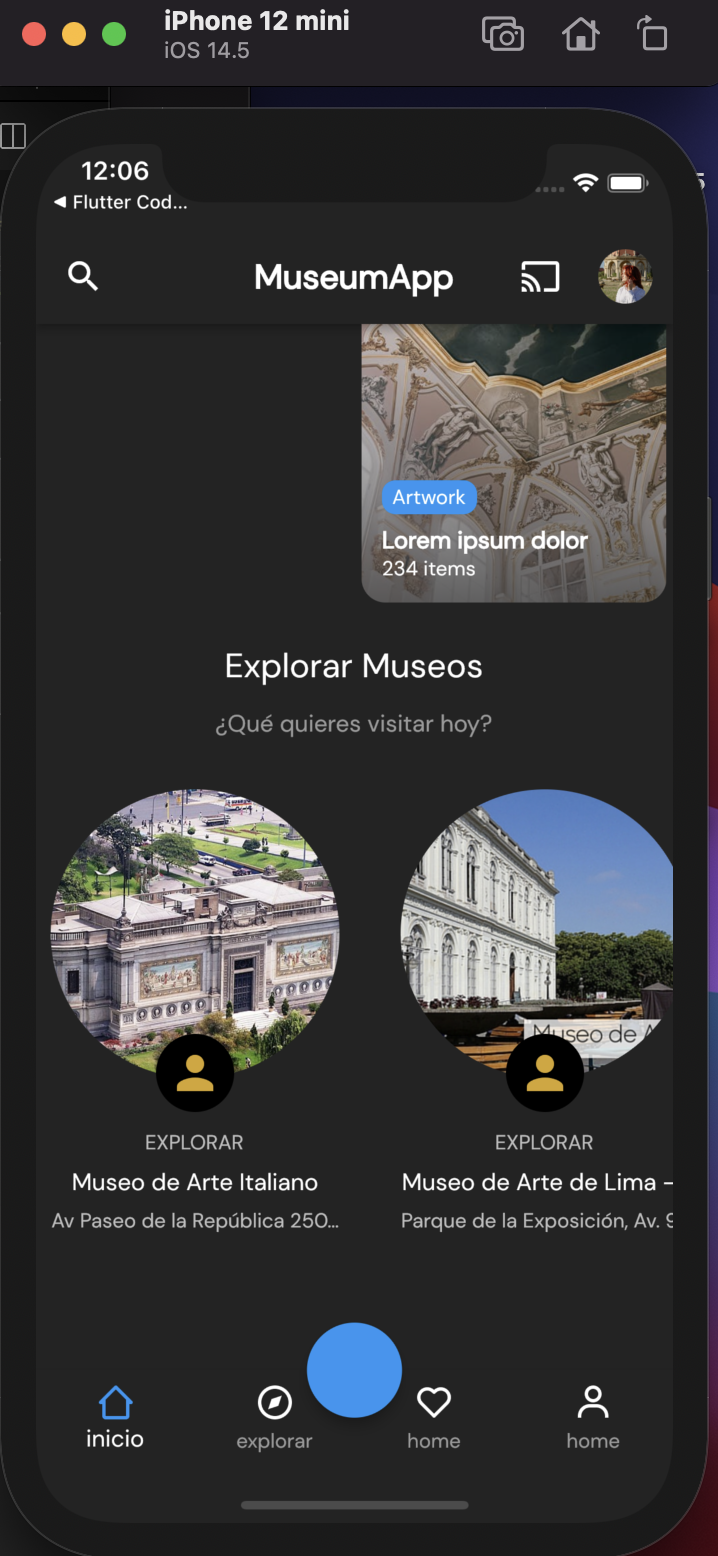 iPhone 12 mini
iOS 14.5
12:06
◀ Flutter Cod...
MuseumApp
Artwork
Lorem ipsum dolor
234 items
Explorar Museos
¿Qué quieres visitar hoy?
Museo de A
EXPLORAR
EXPLORAR
Museo de Arte Italiano
Museo de Arte de Lima -
Av Paseo de la República 250...
Parque de la Exposición, Av. 9
inicio
explorar
home
home